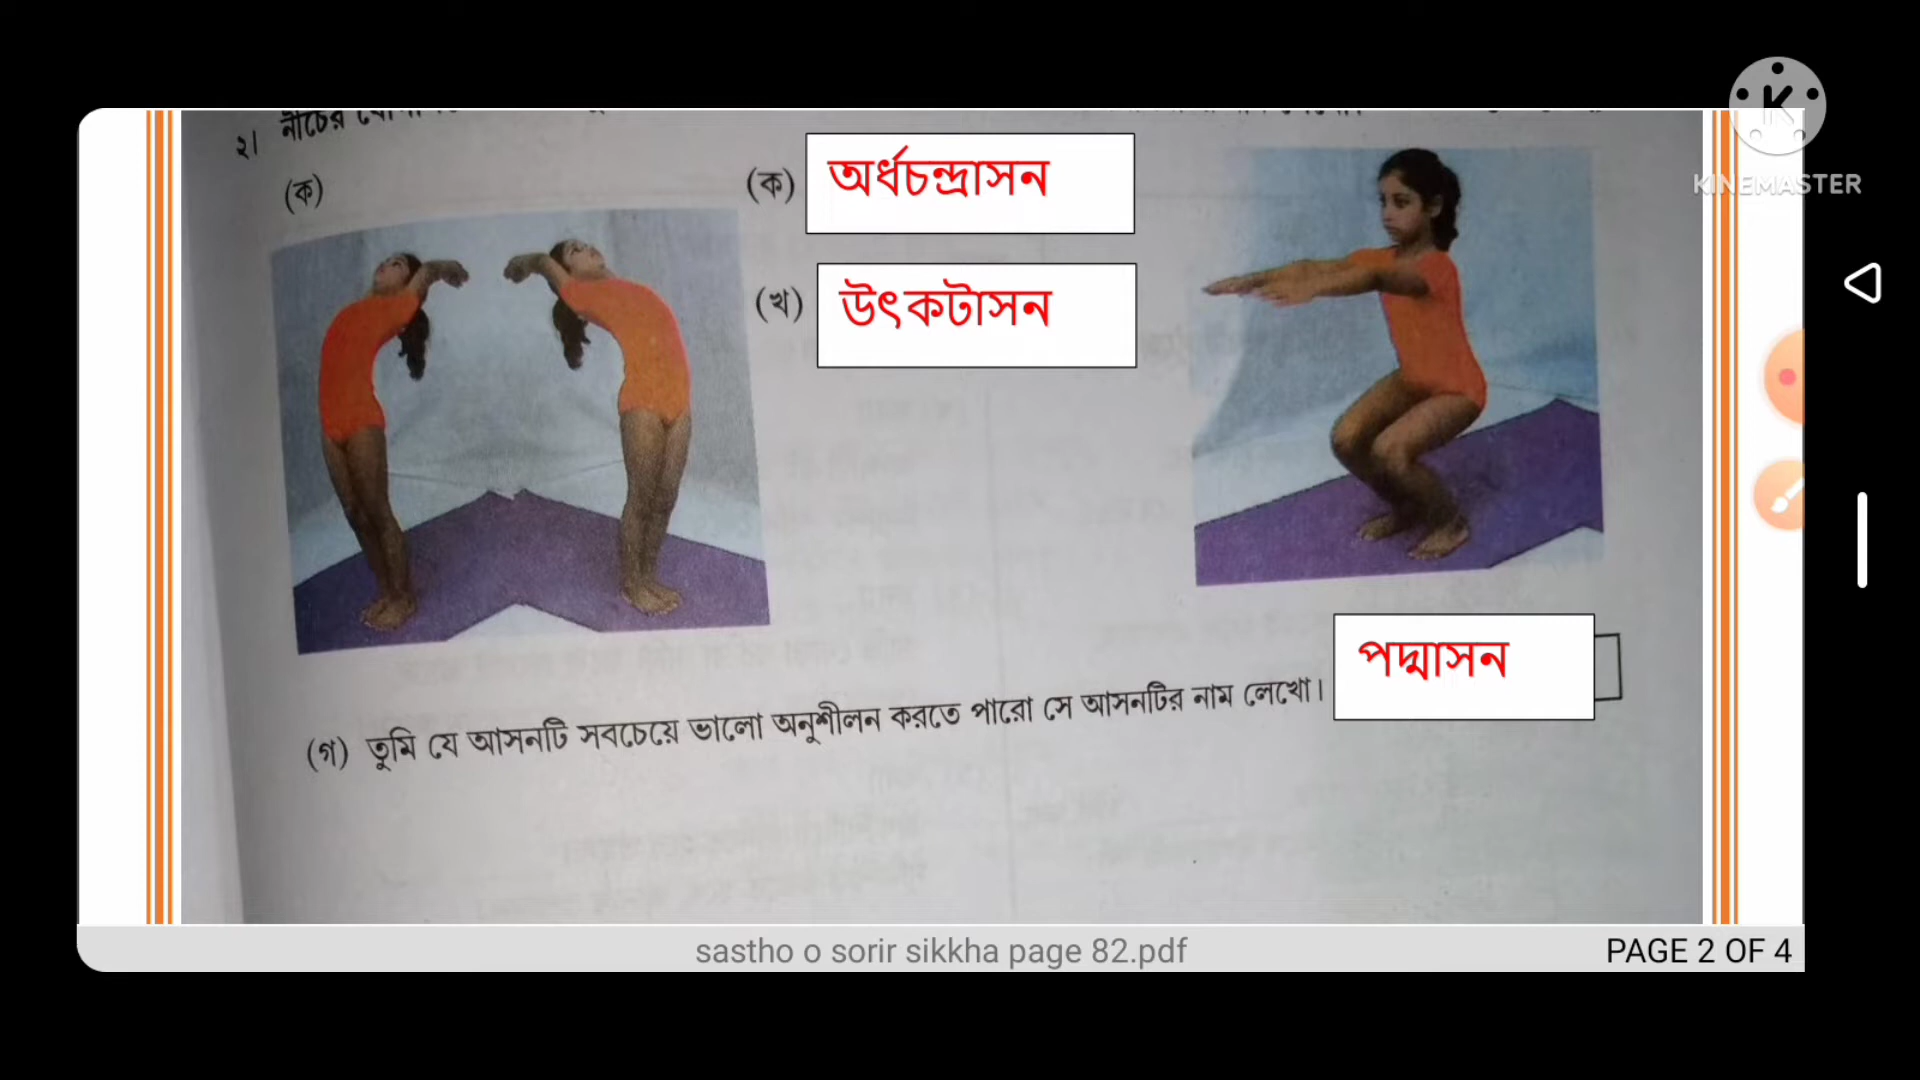 ২। নীচের
(ক)
(ক) অর্ধচন্দ্রাসন
(খ) উৎকটাসন
(গ) তুমি যে আসনটি সবচেয়ে ভালো অনুশীলন করতে পারো সে আসনটির নাম লেখো। পদ্মাসন
KINEMASTER
sastho o sorir sikkha page 82.pdf
PAGE 2 OF 4